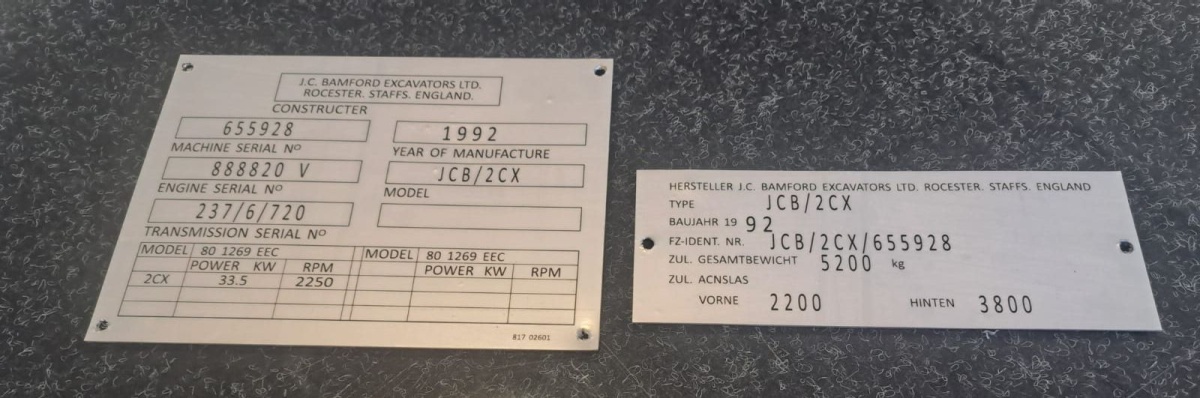 J.C. BAMFORD EXCAVATORS LTD.
ROCESTER. STAFFS. ENGLAND.
CONSTRUCTER
655928
MACHINE SERIAL Nº
888820 V
ENGINE SERIAL Nº
237/6/720
TRANSMISSION SERIAL Nº
1992
YEAR OF MANUFACTURE
JCB/2CX
MODEL
MODEL 80 1269 EEC MODEL 80 1269 EEC
POWER KW RPM POWER KW RPM
2CX 33.5 2250
817 02601
HERSTELLER J.C. BAMFORD EXCAVATORS LTD. ROCESTER. STAFFS. ENGLAND
TYPE JCB/2CX
BAUJAHR 19 92
FZ-IDENT. NR. JCB/2CX/655928
ZUL. GESAMTBEWICHT 5200 kg
ZUL. ACNSLAS
VORNE 2200 HINTEN 3800